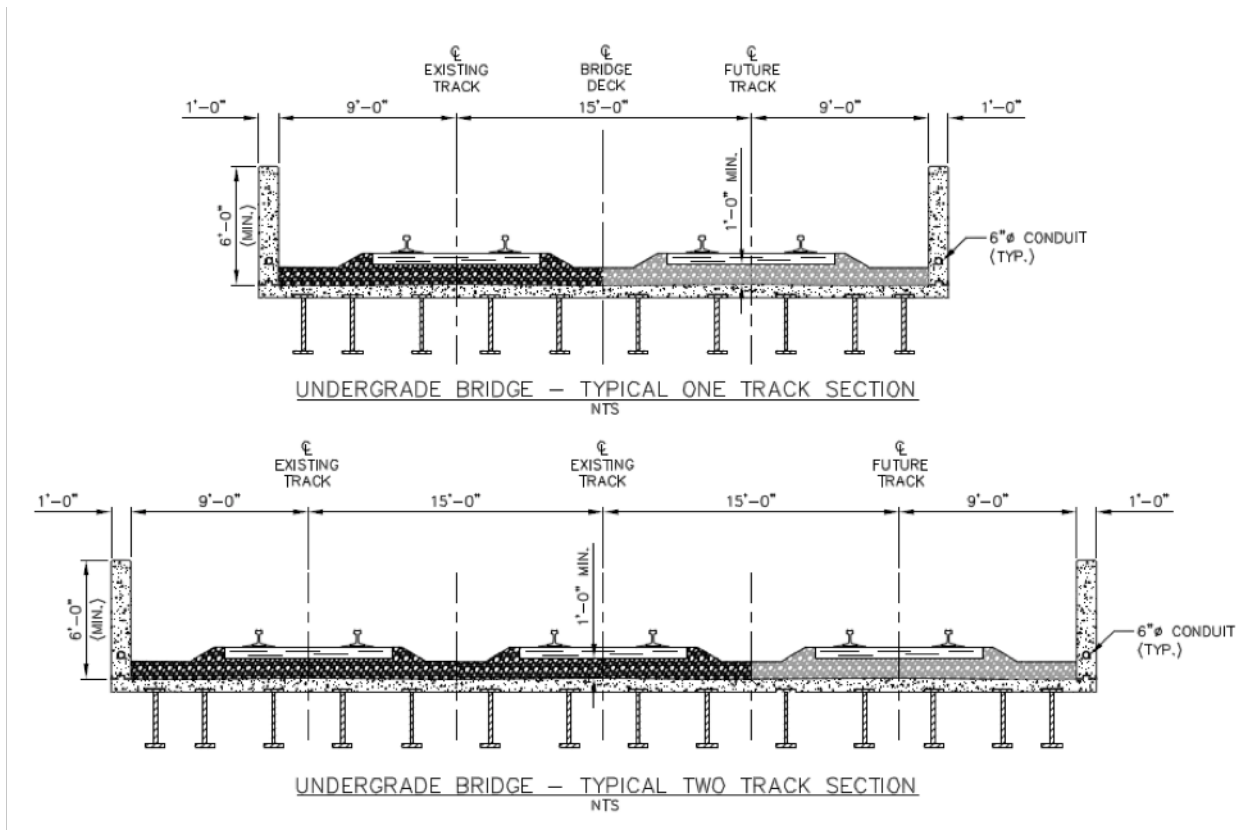 ℄
EXISTING
TRACK
℄
BRIDGE
DECK
℄
FUTURE
TRACK
1'-0"
9'-0"
15'-0"
9'-0"
1'-0"
6'-0"
(MIN.)
1'-0" MIN.
6"ø CONDUIT
(TYP.)
UNDERGRADE BRIDGE – TYPICAL ONE TRACK SECTION
NTS
℄
EXISTING
TRACK
℄
EXISTING
TRACK
℄
FUTURE
TRACK
1'-0"
9'-0"
15'-0"
15'-0"
9'-0"
1'-0"
6'-0"
(MIN.)
1'-0" MIN.
6"ø CONDUIT
(TYP.)
UNDERGRADE BRIDGE – TYPICAL TWO TRACK SECTION
NTS